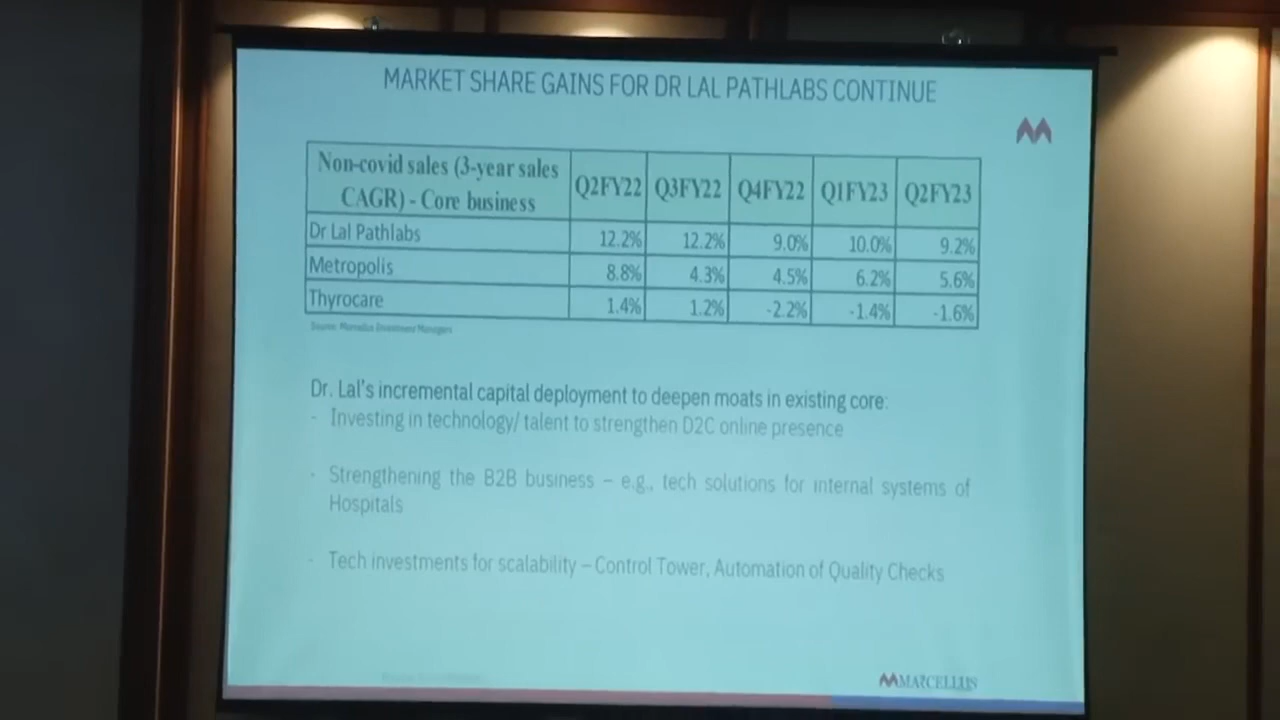 MARKET SHARE GAINS FOR DR LAL PATHLABS CONTINUE
Non-covid sales (3-year sales CAGR) - Core business Q2FY22 Q3FY22 Q4FY22 Q1FY23 Q2FY23
Dr Lal Pathlabs 12.2% 12.2% 9.0% 10.0% 9.2%
Metropolis 8.8% 4.3% 4.5% 6.2% 5.6%
Thyrocare 1.4% 1.2% -2.2% -1.4% -1.6%
Source: Marcellus Investment Managers
Dr. Lal's incremental capital deployment to deepen moats in existing core:
- Investing in technology/ talent to strengthen D2C online presence
- Strengthening the B2B business – e.g., tech solutions for internal systems of
Hospitals
- Tech investments for scalability – Control Tower, Automation of Quality Checks
MARCELLUS